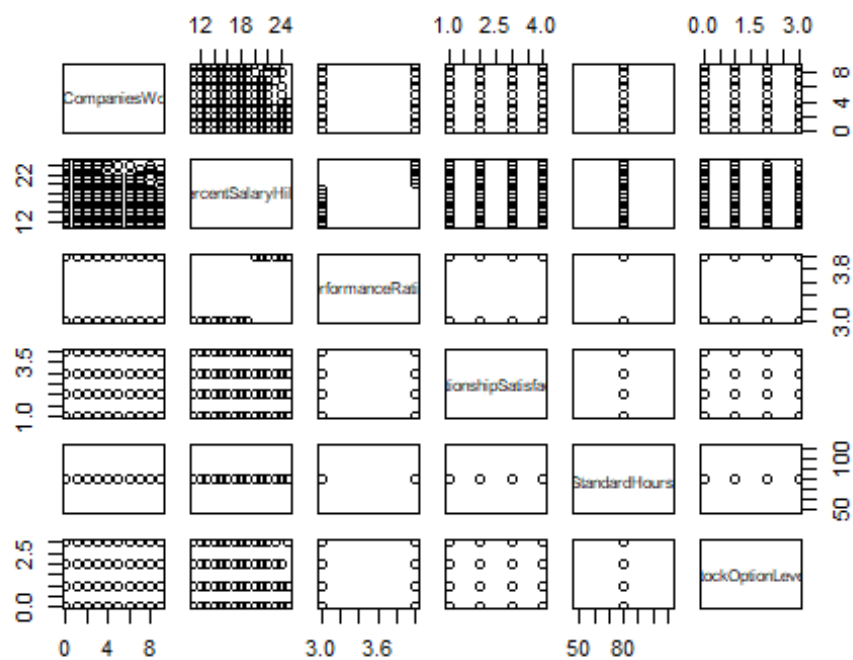 12 18 24 1.0 2.5 4.0 0.0 1.5 3.0
CompaniesWo
0 4 8
12 22
ercentSalaryHil
rformanceRati
3.0 3.8
1.0 3.5
tionshipSatisfa
StandardHours
50 100
0.0 2.5
tockOptionLeve
0 4 8 3.0 3.6 50 80